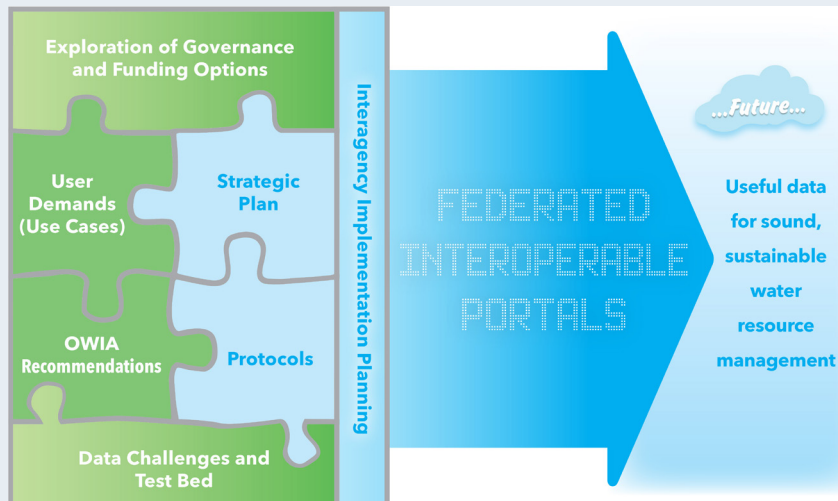 Exploration of Governance
and Funding Options
User
Demands
(Use Cases)
Strategic
Plan
OWIA
Recommendations
Protocols
Data Challenges and
Test Bed
Interagency Implementation Planning
FEDERATED
INTEROPERABLE
PORTALS
...Future...
Useful data
for sound,
sustainable
water
resource
management